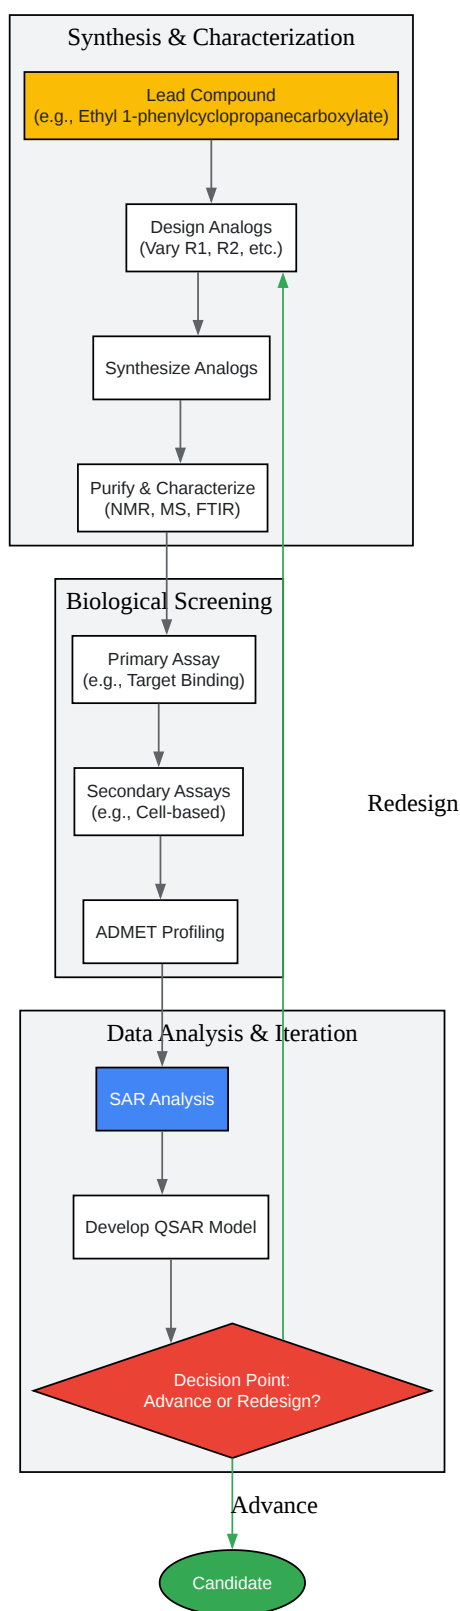 Synthesis & Characterization
Lead Compound
(e.g., Ethyl 1-phenylcyclopropanecarboxylate)
Design Analogs
(Vary R1, R2, etc.)
Synthesize Analogs
Purify & Characterize
(NMR, MS, FTIR)
Biological Screening
Primary Assay
(e.g., Target Binding)
Secondary Assays
(e.g., Cell-based)
Redesign
ADMET Profiling
Data Analysis & Iteration
SAR Analysis
Develop QSAR Model
Decision Point:
Advance or Redesign?
Advance
Candidate